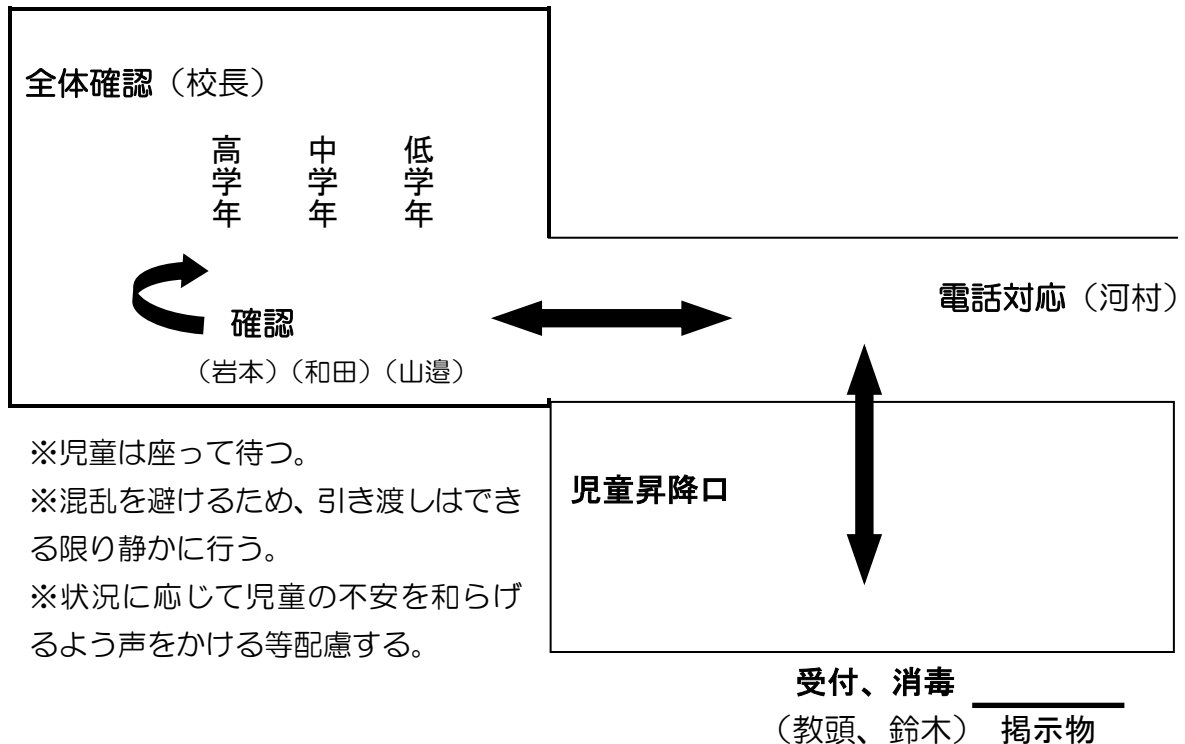 全体確認（校長）
高学年
中学年
低学年
確認
（岩本）（和田）（山邉）
電話対応（河村）
※児童は座って待つ。
※混乱を避けるため、引き渡しはでき
る限り静かに行う。
※状況に応じて児童の不安を和らげ
るよう声をかける等配慮する。
児童昇降口
受付、消毒
（教頭、鈴木）
掲示物